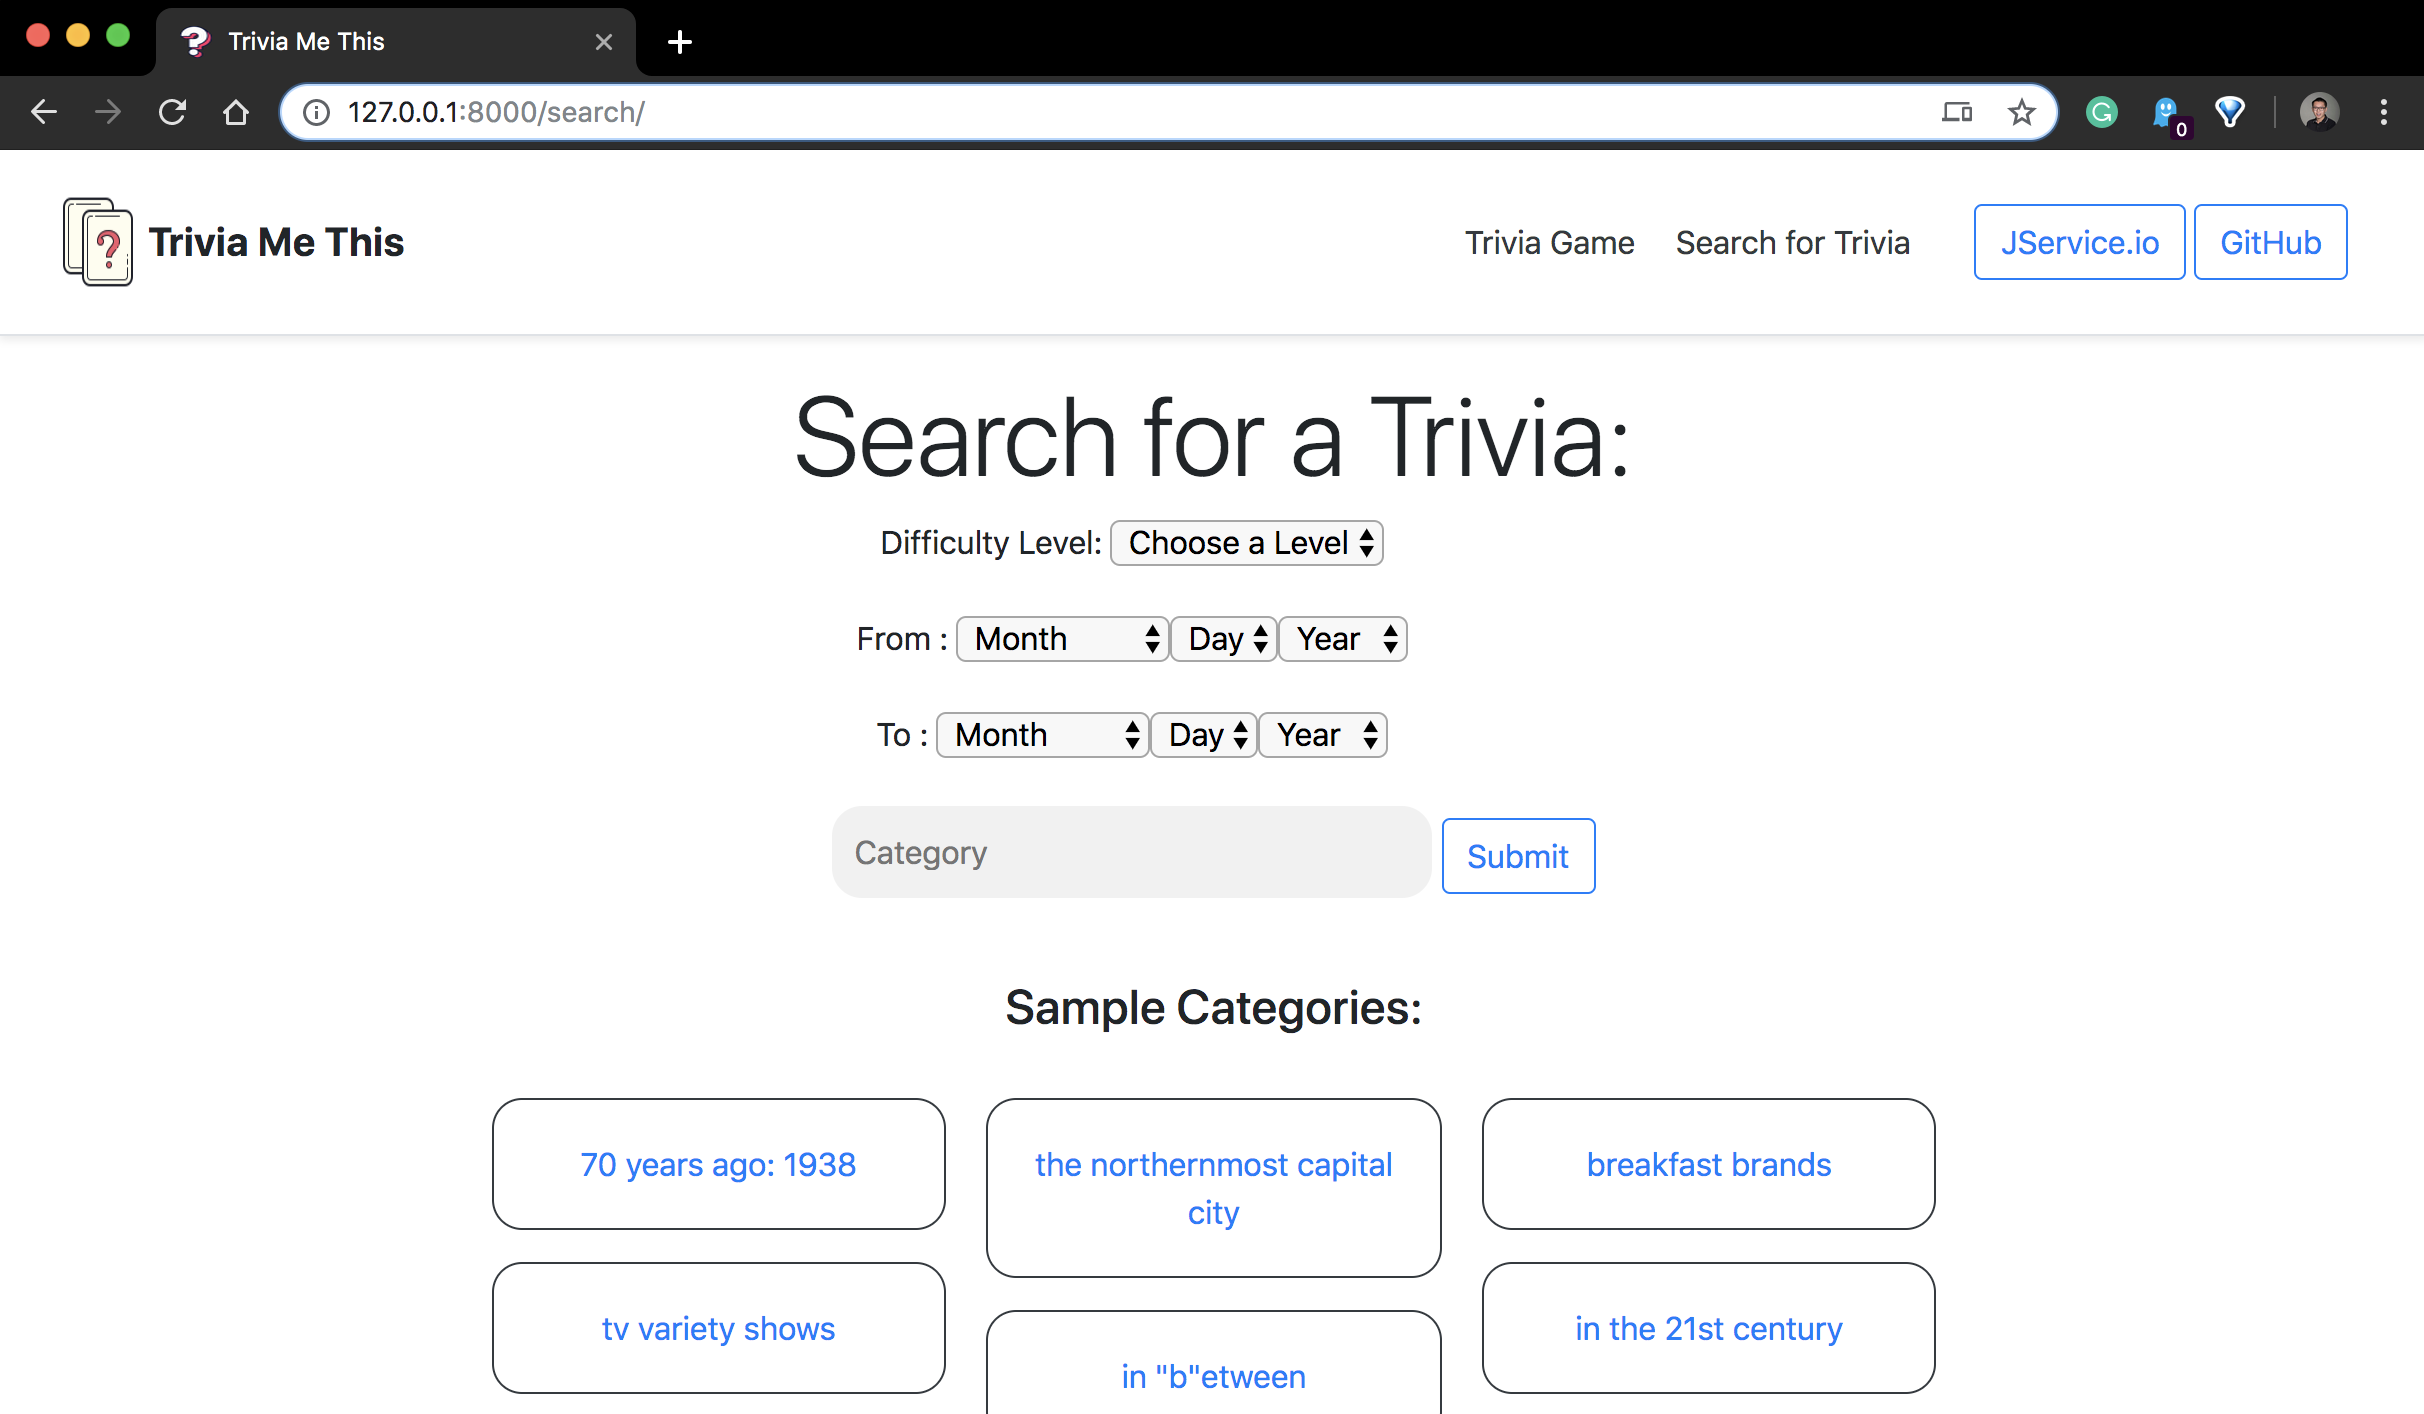 Trivia Me This
127.0.0.1:8000/search/
0
Trivia Me This
Trivia Game Search for Trivia JService.io GitHub
Search for a Trivia:
Difficulty Level: Choose a Level
From : Month Day Year
To : Month Day Year
Category Submit
Sample Categories:
70 years ago: 1938
the northernmost capital
city
breakfast brands
tv variety shows
in "b"etween
in the 21st century